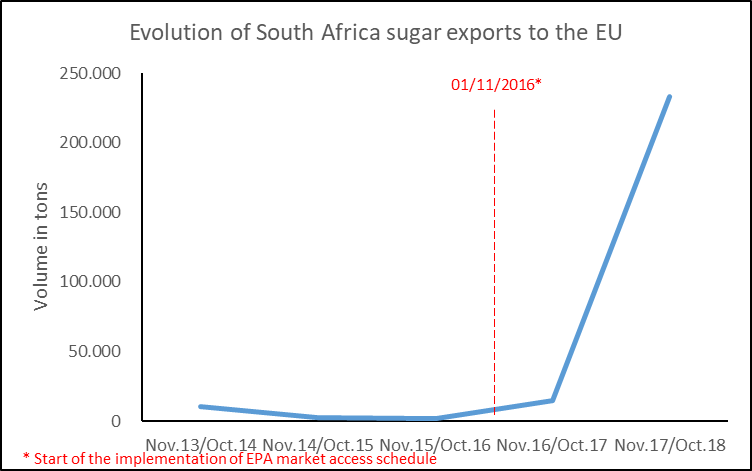 Evolution of South Africa sugar exports to the EU
01/11/2016*
Volume in tons
250.000
200.000
150.000
100.000
50.000
0
Nov.13/Oct.14 Nov.14/Oct.15 Nov.15/Oct.16 Nov.16/Oct.17 Nov.17/Oct.18
* Start of the implementation of EPA market access schedule